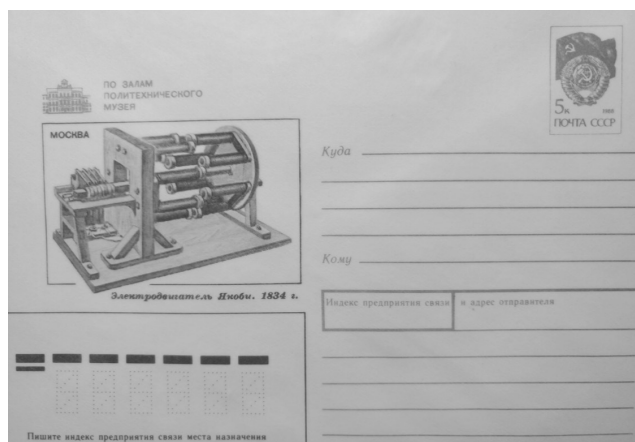 ПО ЗАЛАМ
ПОЛИТЕХНИЧЕСКОГО
МУЗЕЯ
МОСКВА
Электродвигатель Якоби. 1834 г.
5к
1988
ПОЧТА СССР
Куда
Кому
Индекс предприятия связи и адрес отправителя
Пишите индекс предприятия связи места назначения